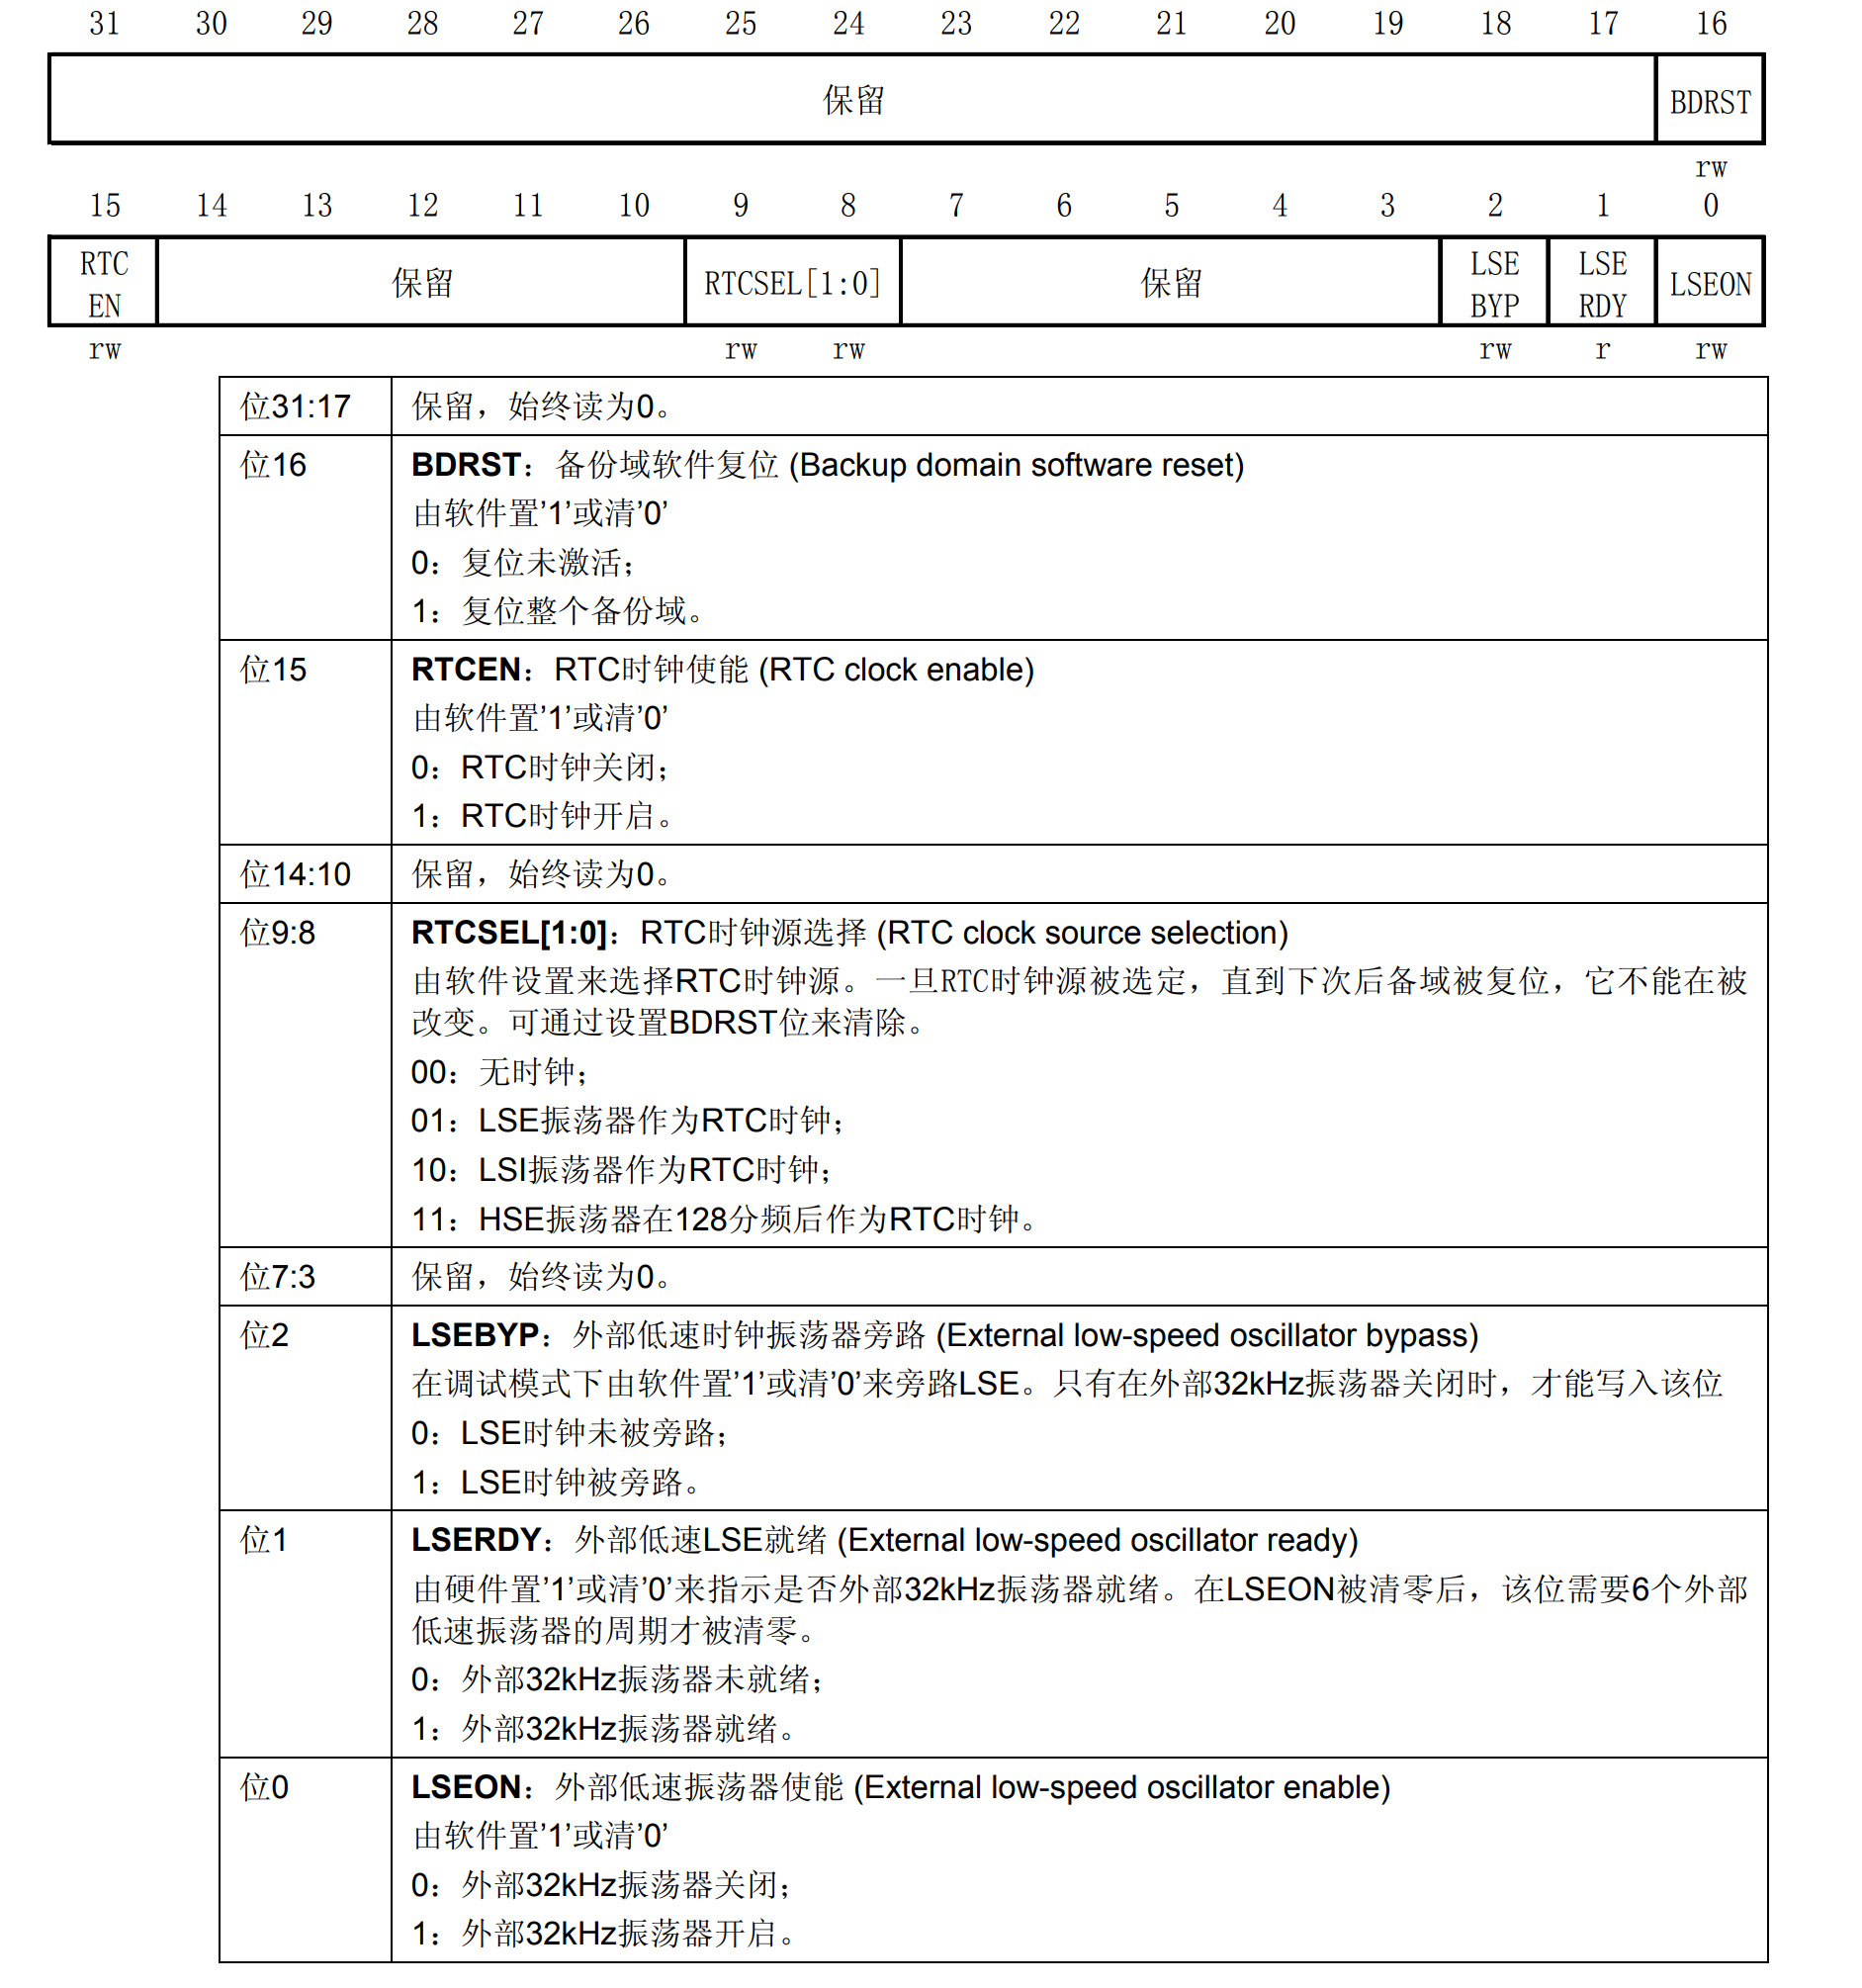 31 30 29 28 27 26 25 24 23 22 21 20 19 18 17 16
保留 BDRST
rw
15 14 13 12 11 10 9 8 7 6 5 4 3 2 1 0
RTC EN 保留 RTCSEL[1:0] 保留 LSE BYP LSE RDY LSEON
rw rw rw rw r rw
位31:17 保留，始终读为0。
位16 BDRST：备份域软件复位 (Backup domain software reset)
由软件置’1’或清’0’
0：复位未激活；
1：复位整个备份域。
位15 RTCEN：RTC时钟使能 (RTC clock enable)
由软件置’1’或清’0’
0：RTC时钟关闭；
1：RTC时钟开启。
位14:10 保留，始终读为0。
位9:8 RTCSEL[1:0]：RTC时钟源选择 (RTC clock source selection)
由软件设置来选择RTC时钟源。一旦RTC时钟源被选定，直到下次后备域被复位，它不能在被
改变。可通过设置BDRST位来清除。
00：无时钟；
01：LSE振荡器作为RTC时钟；
10：LSI振荡器作为RTC时钟；
11：HSE振荡器在128分频后作为RTC时钟。
位7:3 保留，始终读为0。
位2 LSEBYP：外部低速时钟振荡器旁路 (External low-speed oscillator bypass)
在调试模式下由软件置’1’或清’0’来旁路LSE。只有在外部32kHz振荡器关闭时，才能写入该位
0：LSE时钟未被旁路；
1：LSE时钟被旁路。
位1 LSERDY：外部低速LSE就绪 (External low-speed oscillator ready)
由硬件置’1’或清’0’来指示是否外部32kHz振荡器就绪。在LSEON被清零后，该位需要6个外部
低速振荡器的周期才被清零。
0：外部32kHz振荡器未就绪；
1：外部32kHz振荡器就绪。
位0 LSEON：外部低速振荡器使能 (External low-speed oscillator enable)
由软件置’1’或清’0’
0：外部32kHz振荡器关闭；
1：外部32kHz振荡器开启。